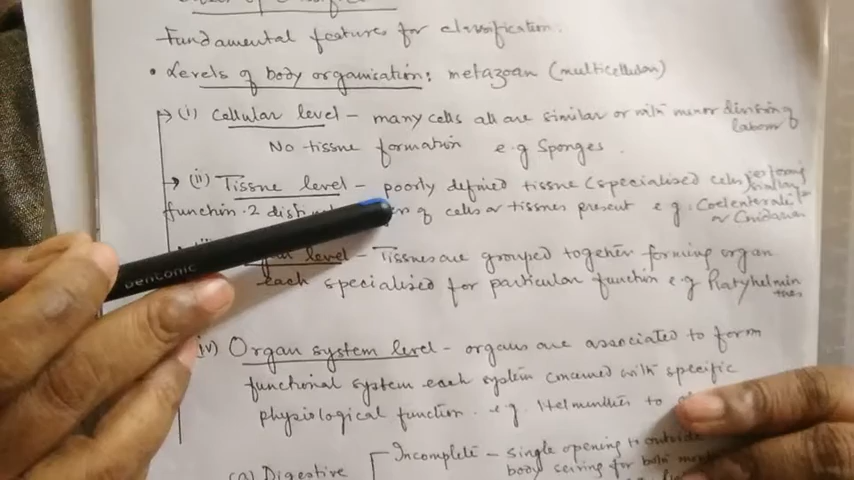 Fundamental features for classification.
• Levels of body organisation: metazoan (multicellular)
(i) Cellular level - many cells all are similar or with minor division of labour
No tissue formation e.g Sponges.
(ii) Tissue level - poorly defined tissue (specialised cells performing similar
function. 2 of cells or tissues present e.g. Coelenterata or Cnidarian
level - Tissues are grouped together forming organ
each specialised for particular function e.g Platyhelminthes
iv) Organ system level - organs are associated to form
functional system each system concerned with specific
physiological function. e.g. Helminthes to
(a) Digestive
Incomplete - single opening to outside
body serving for both
pentonic